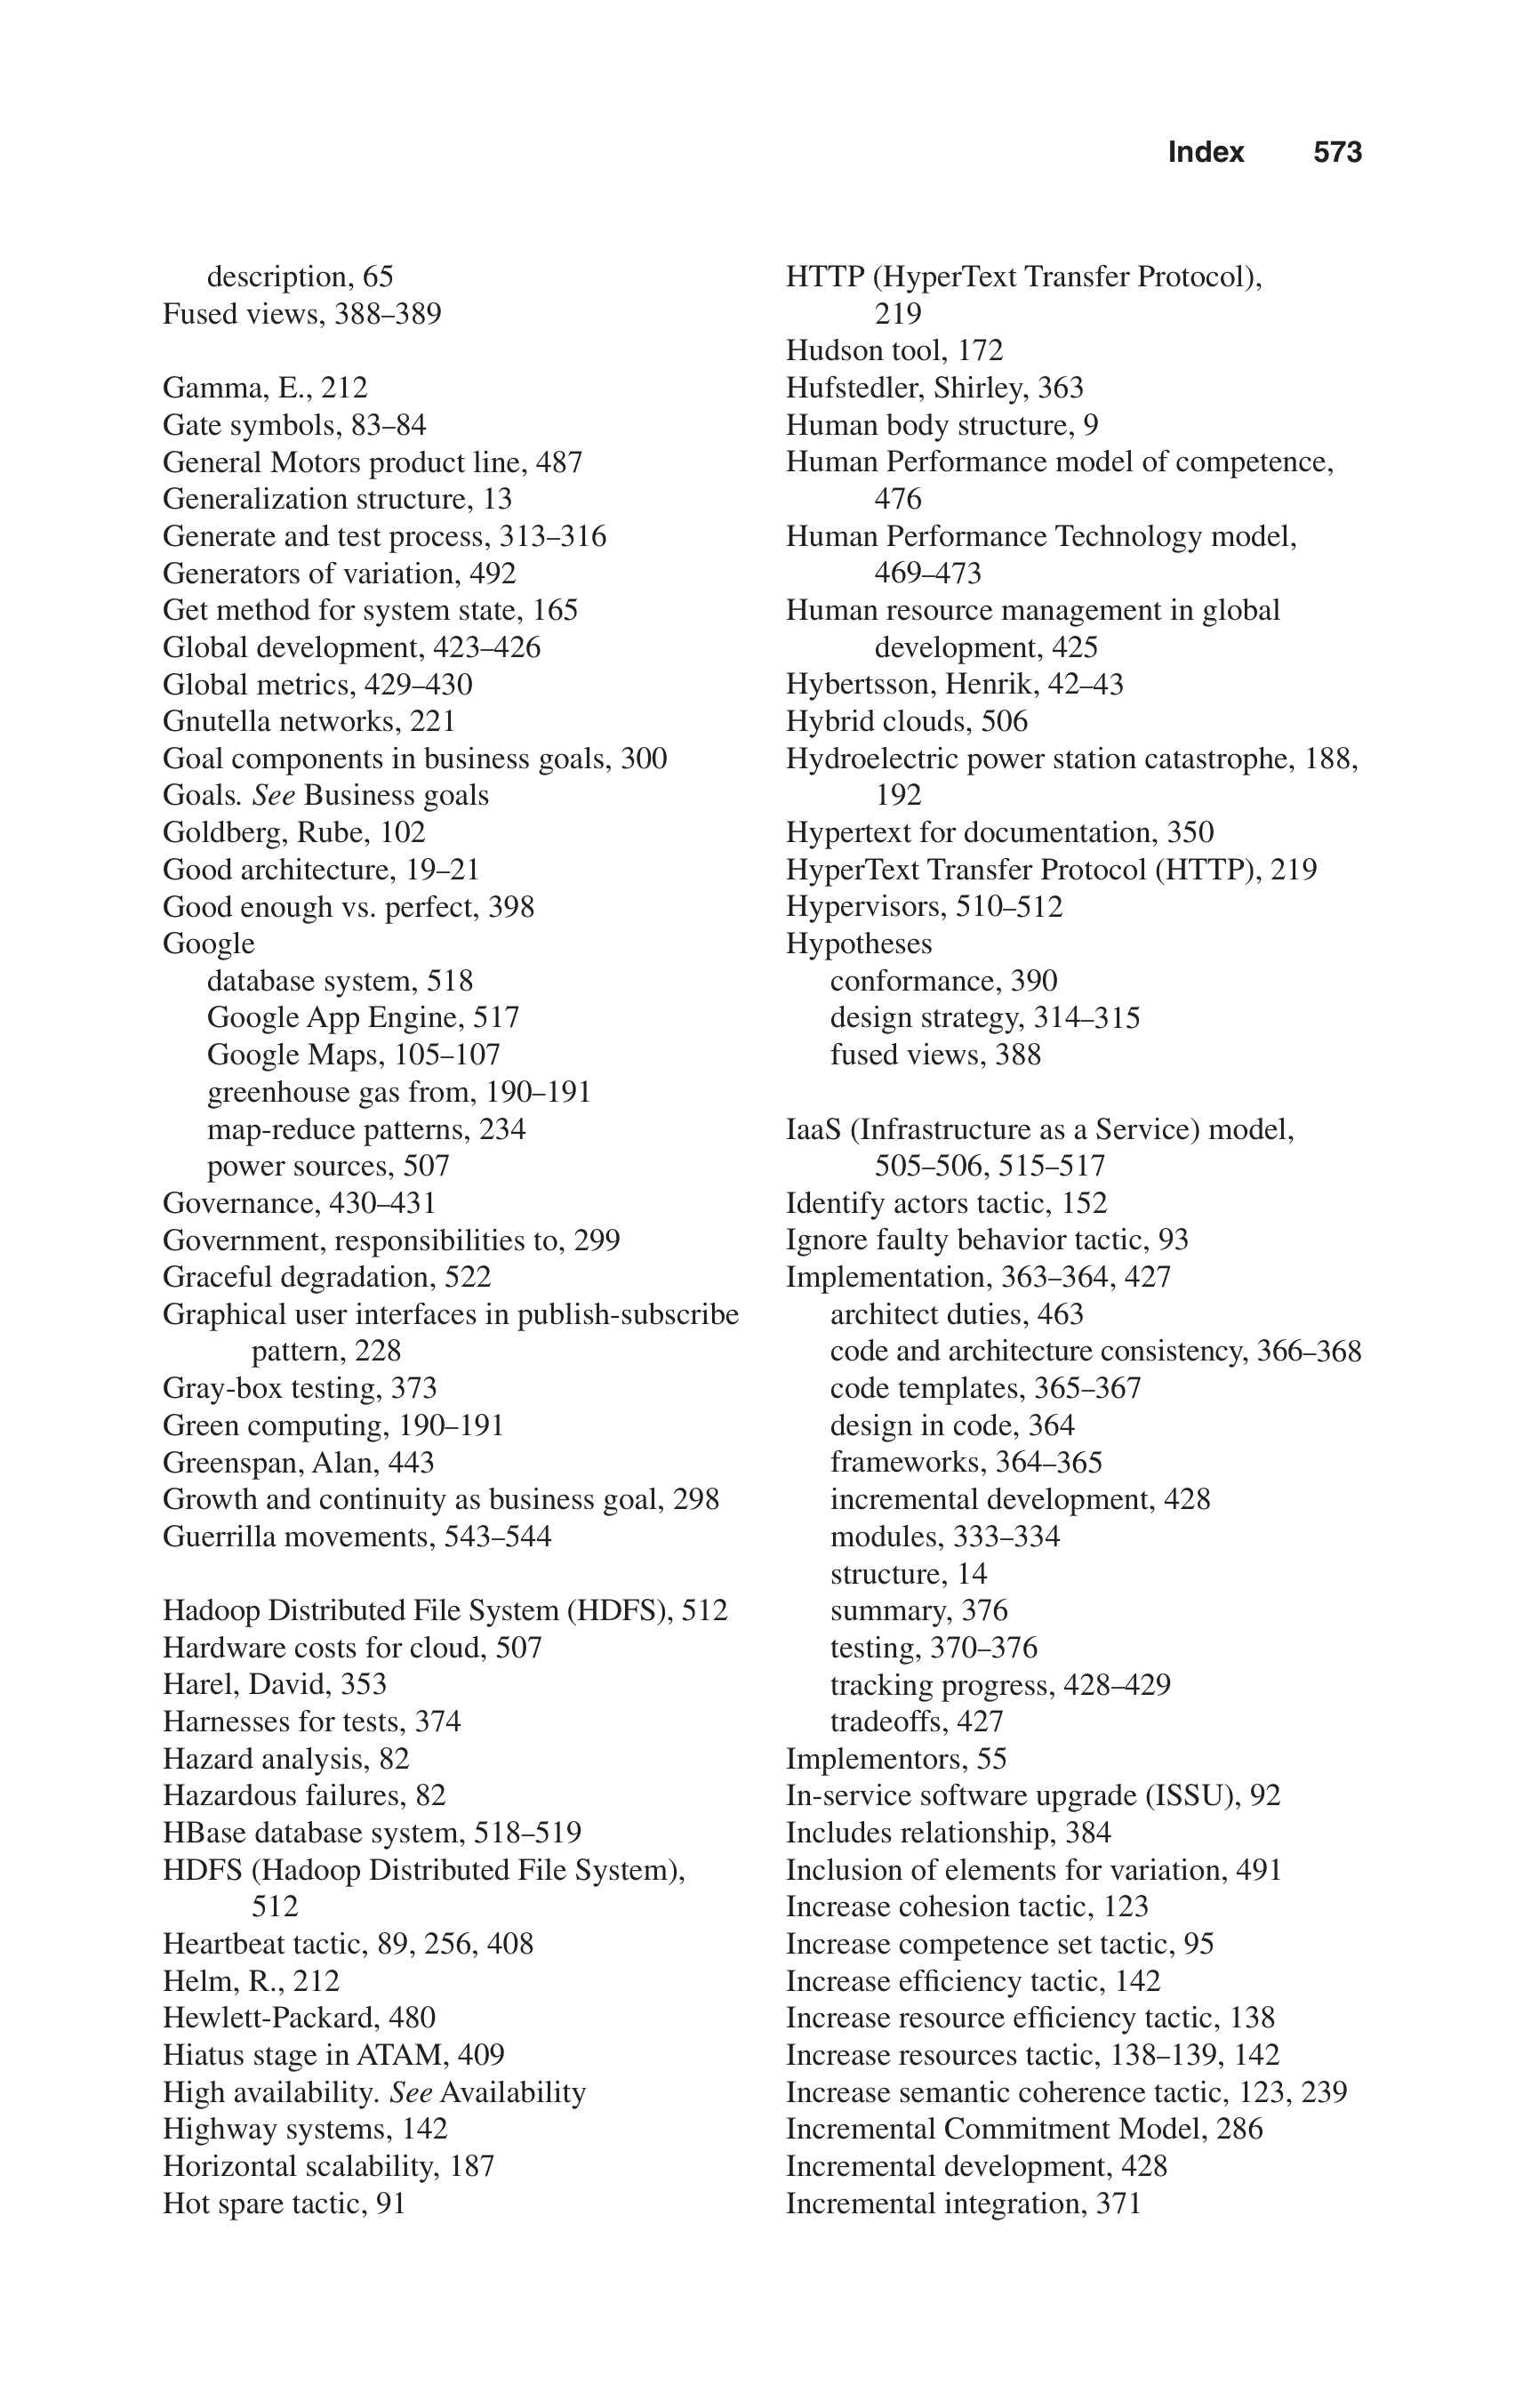 Index 573
description, 65
Fused views, 388–389
Gamma, E., 212
Gate symbols, 83–84
General Motors product line, 487
Generalization structure, 13
Generate and test process, 313–316
Generators of variation, 492
Get method for system state, 165
Global development, 423–426
Global metrics, 429–430
Gnutella networks, 221
Goal components in business goals, 300
Goals. See Business goals
Goldberg, Rube, 102
Good architecture, 19–21
Good enough vs. perfect, 398
Google
database system, 518
Google App Engine, 517
Google Maps, 105–107
greenhouse gas from, 190–191
map-reduce patterns, 234
power sources, 507
Governance, 430–431
Government, responsibilities to, 299
Graceful degradation, 522
Graphical user interfaces in publish-subscribe
pattern, 228
Gray-box testing, 373
Green computing, 190–191
Greenspan, Alan, 443
Growth and continuity as business goal, 298
Guerrilla movements, 543–544
Hadoop Distributed File System (HDFS), 512
Hardware costs for cloud, 507
Harel, David, 353
Harnesses for tests, 374
Hazard analysis, 82
Hazardous failures, 82
HBase database system, 518–519
HDFS (Hadoop Distributed File System),
512
Heartbeat tactic, 89, 256, 408
Helm, R., 212
Hewlett-Packard, 480
Hiatus stage in ATAM, 409
High availability. See Availability
Highway systems, 142
Horizontal scalability, 187
Hot spare tactic, 91
HTTP (HyperText Transfer Protocol),
219
Hudson tool, 172
Hufstedler, Shirley, 363
Human body structure, 9
Human Performance model of competence,
476
Human Performance Technology model,
469–473
Human resource management in global
development, 425
Hybertsson, Henrik, 42–43
Hybrid clouds, 506
Hydroelectric power station catastrophe, 188,
192
Hypertext for documentation, 350
HyperText Transfer Protocol (HTTP), 219
Hypervisors, 510–512
Hypotheses
conformance, 390
design strategy, 314–315
fused views, 388
IaaS (Infrastructure as a Service) model,
505–506, 515–517
Identify actors tactic, 152
Ignore faulty behavior tactic, 93
Implementation, 363–364, 427
architect duties, 463
code and architecture consistency, 366–368
code templates, 365–367
design in code, 364
frameworks, 364–365
incremental development, 428
modules, 333–334
structure, 14
summary, 376
testing, 370–376
tracking progress, 428–429
tradeoffs, 427
Implementors, 55
In-service software upgrade (ISSU), 92
Includes relationship, 384
Inclusion of elements for variation, 491
Increase cohesion tactic, 123
Increase competence set tactic, 95
Increase efficiency tactic, 142
Increase resource efficiency tactic, 138
Increase resources tactic, 138–139, 142
Increase semantic coherence tactic, 123, 239
Incremental Commitment Model, 286
Incremental development, 428
Incremental integration, 371